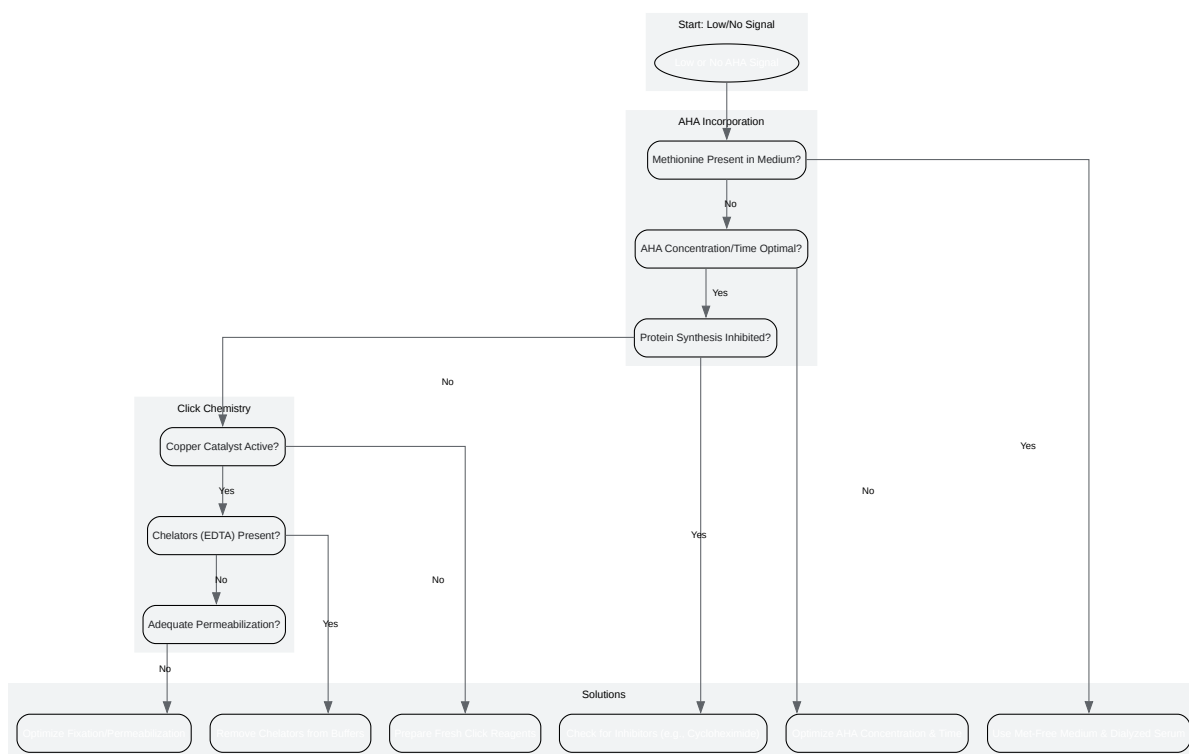 Start: Low/No Signal
Low or No AHA Signal
AHA Incorporation
Methionine Present in Medium?
No
AHA Concentration/Time Optimal?
Yes
Protein Synthesis Inhibited?
No
Click Chemistry
Copper Catalyst Active?
Yes
Yes
No
Chelators (EDTA) Present?
Yes
No
No
Adequate Permeabilization?
Yes
No
Solutions
Optimize Fixation/Permeabilization
Remove Chelators from Buffers
Prepare Fresh Click Reagents
Check for Inhibitors (e.g., Cycloheximide)
Optimize AHA Concentration & Time
Use Met-Free Medium & Dialyzed Serum